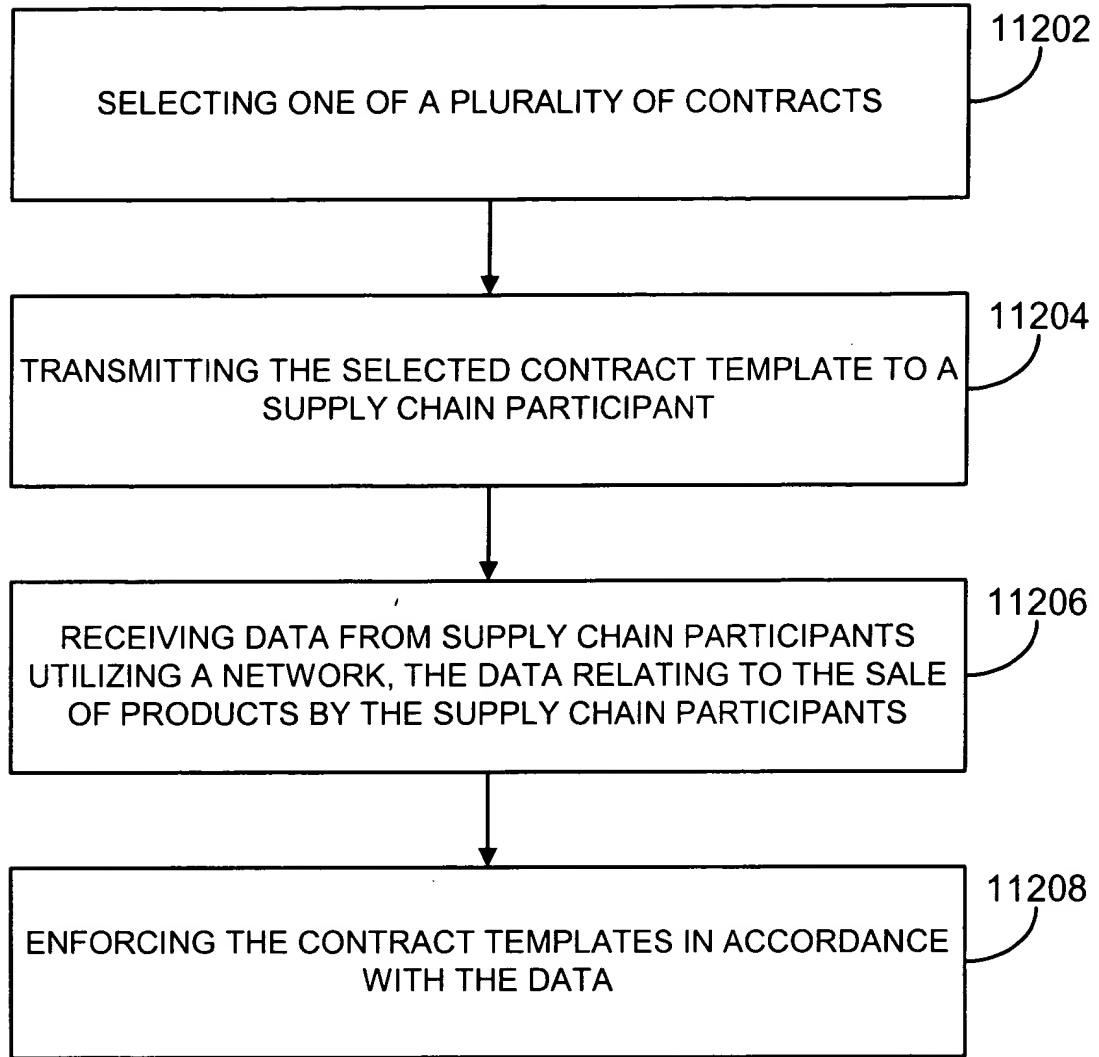 11202
SELECTING ONE OF A PLURALITY OF CONTRACTS
11204
TRANSMITTING THE SELECTED CONTRACT TEMPLATE TO A
SUPPLY CHAIN PARTICIPANT
11206
RECEIVING DATA FROM SUPPLY CHAIN PARTICIPANTS
UTILIZING A NETWORK, THE DATA RELATING TO THE SALE
OF PRODUCTS BY THE SUPPLY CHAIN PARTICIPANTS
11208
ENFORCING THE CONTRACT TEMPLATES IN ACCORDANCE
WITH THE DATA